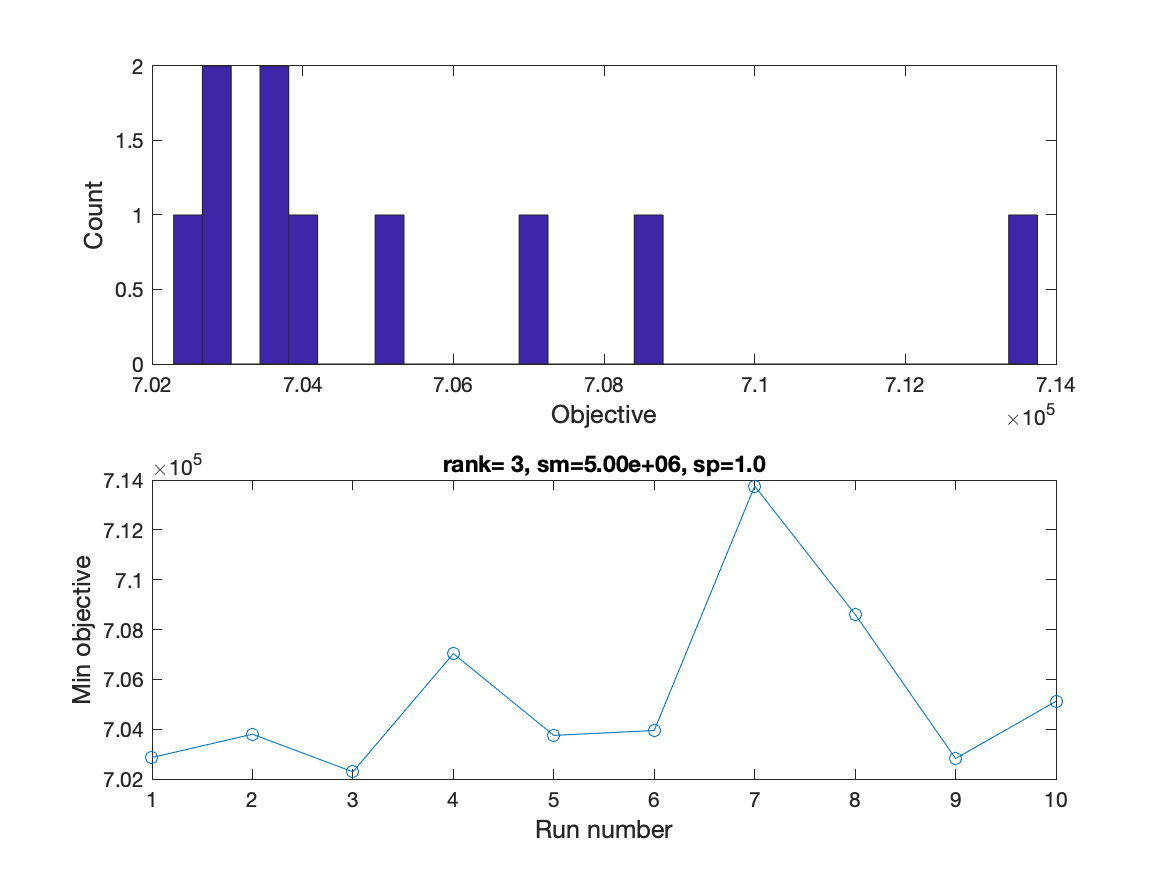 2
1.5
Count
1
0.5
0
7.02 7.04 7.06 7.08 7.1 7.12 7.14
Objective
×10^5
×10^5
rank= 3, sm=5.00e+06, sp=1.0
7.14
7.12
7.1
Min objective
7.08
7.06
7.04
7.02
1 2 3 4 5 6 7 8 9 10
Run number